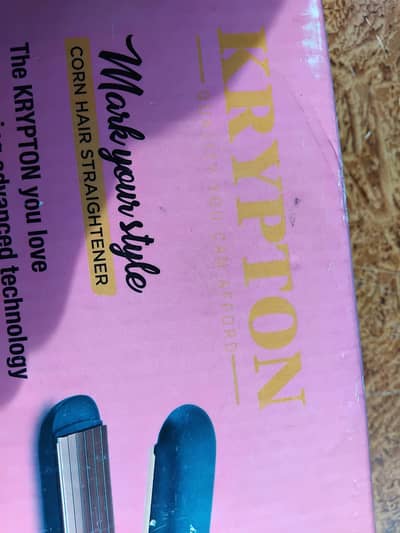 KRYPTON
YOU CAN AFFORD
Mark your style
CORN HAIR STRAIGHTENER
The KRYPTON you love
advanced technology